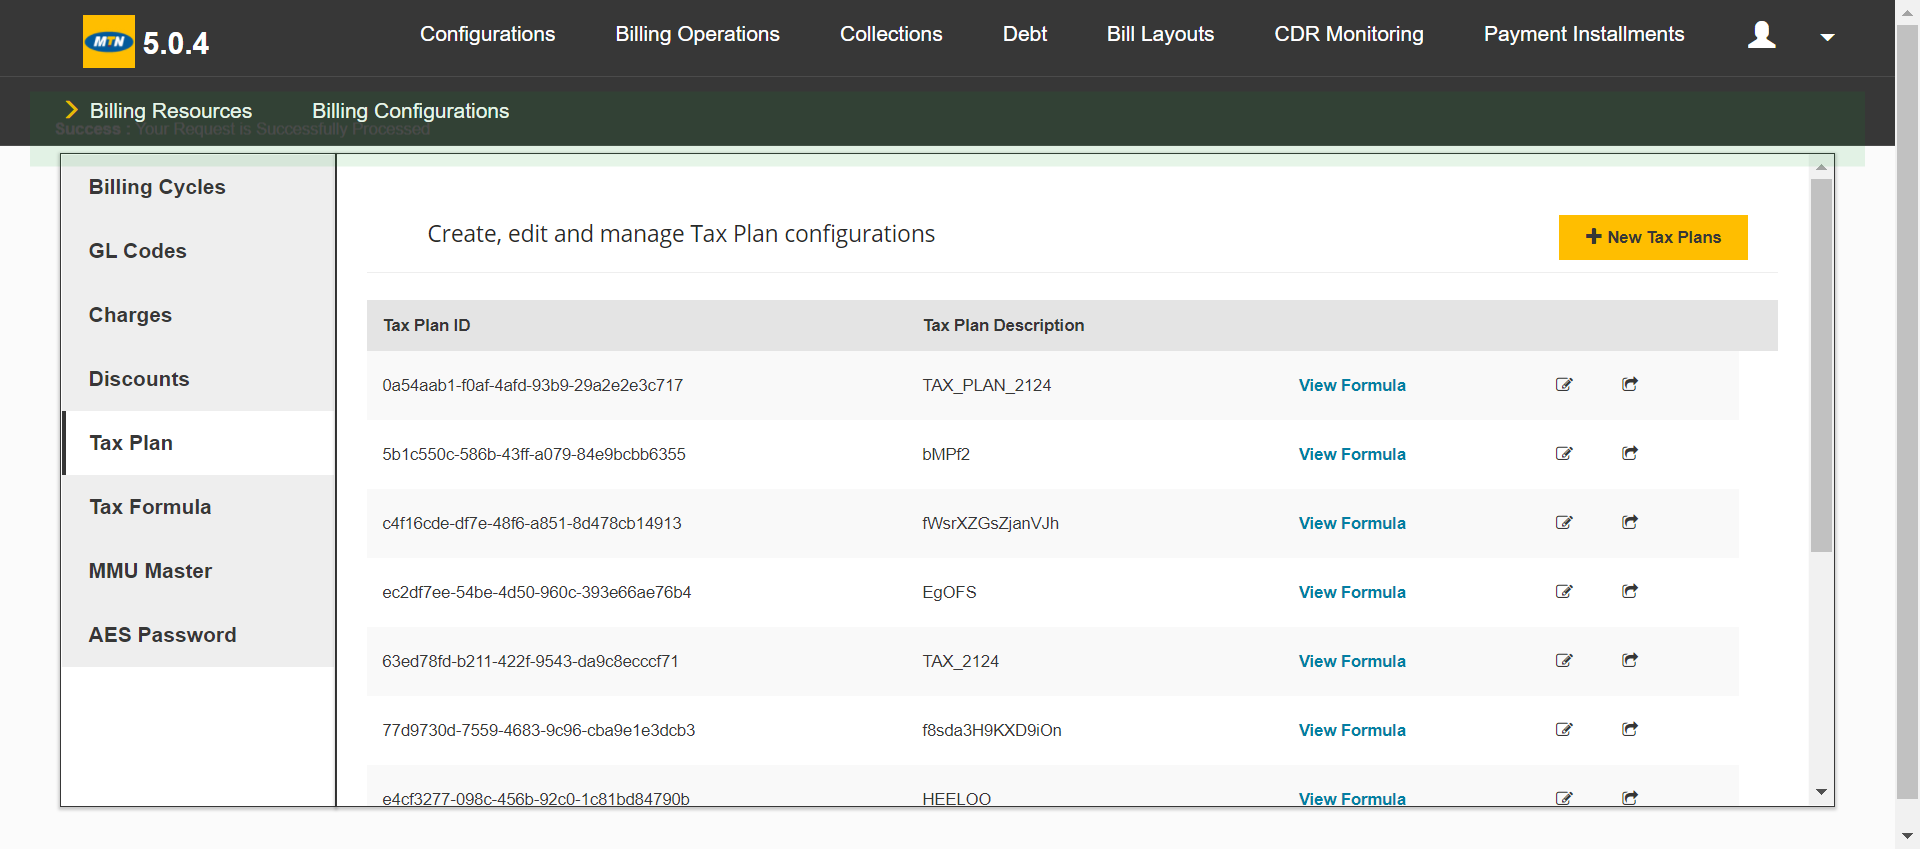 MTN 5.0.4 Configurations Billing Operations Collections Debt Bill Layouts CDR Monitoring Payment Installments
Billing Resources Billing Configurations
Success : Your Request is Successfully Processed
Billing Cycles
GL Codes
Charges
Discounts
Tax Plan
Tax Formula
MMU Master
AES Password
Create, edit and manage Tax Plan configurations
New Tax Plans
Tax Plan ID Tax Plan Description
0a54aab1-f0af-4afd-93b9-29a2e2e3c717 TAX_PLAN_2124 View Formula
5b1c550c-586b-43ff-a079-84e9bcbb6355 bMPf2 View Formula
c4f16cde-df7e-48f6-a851-8d478cb14913 fWsrXZGsZjanVJh View Formula
ec2df7ee-54be-4d50-960c-393e66ae76b4 EgOFS View Formula
63ed78fd-b211-422f-9543-da9c8ecccf71 TAX_2124 View Formula
77d9730d-7559-4683-9c96-cba9e1e3dcb3 f8sda3H9KXD9iOn View Formula
e4cf3277-098c-456b-92c0-1c81bd84790b HEELOO View Formula